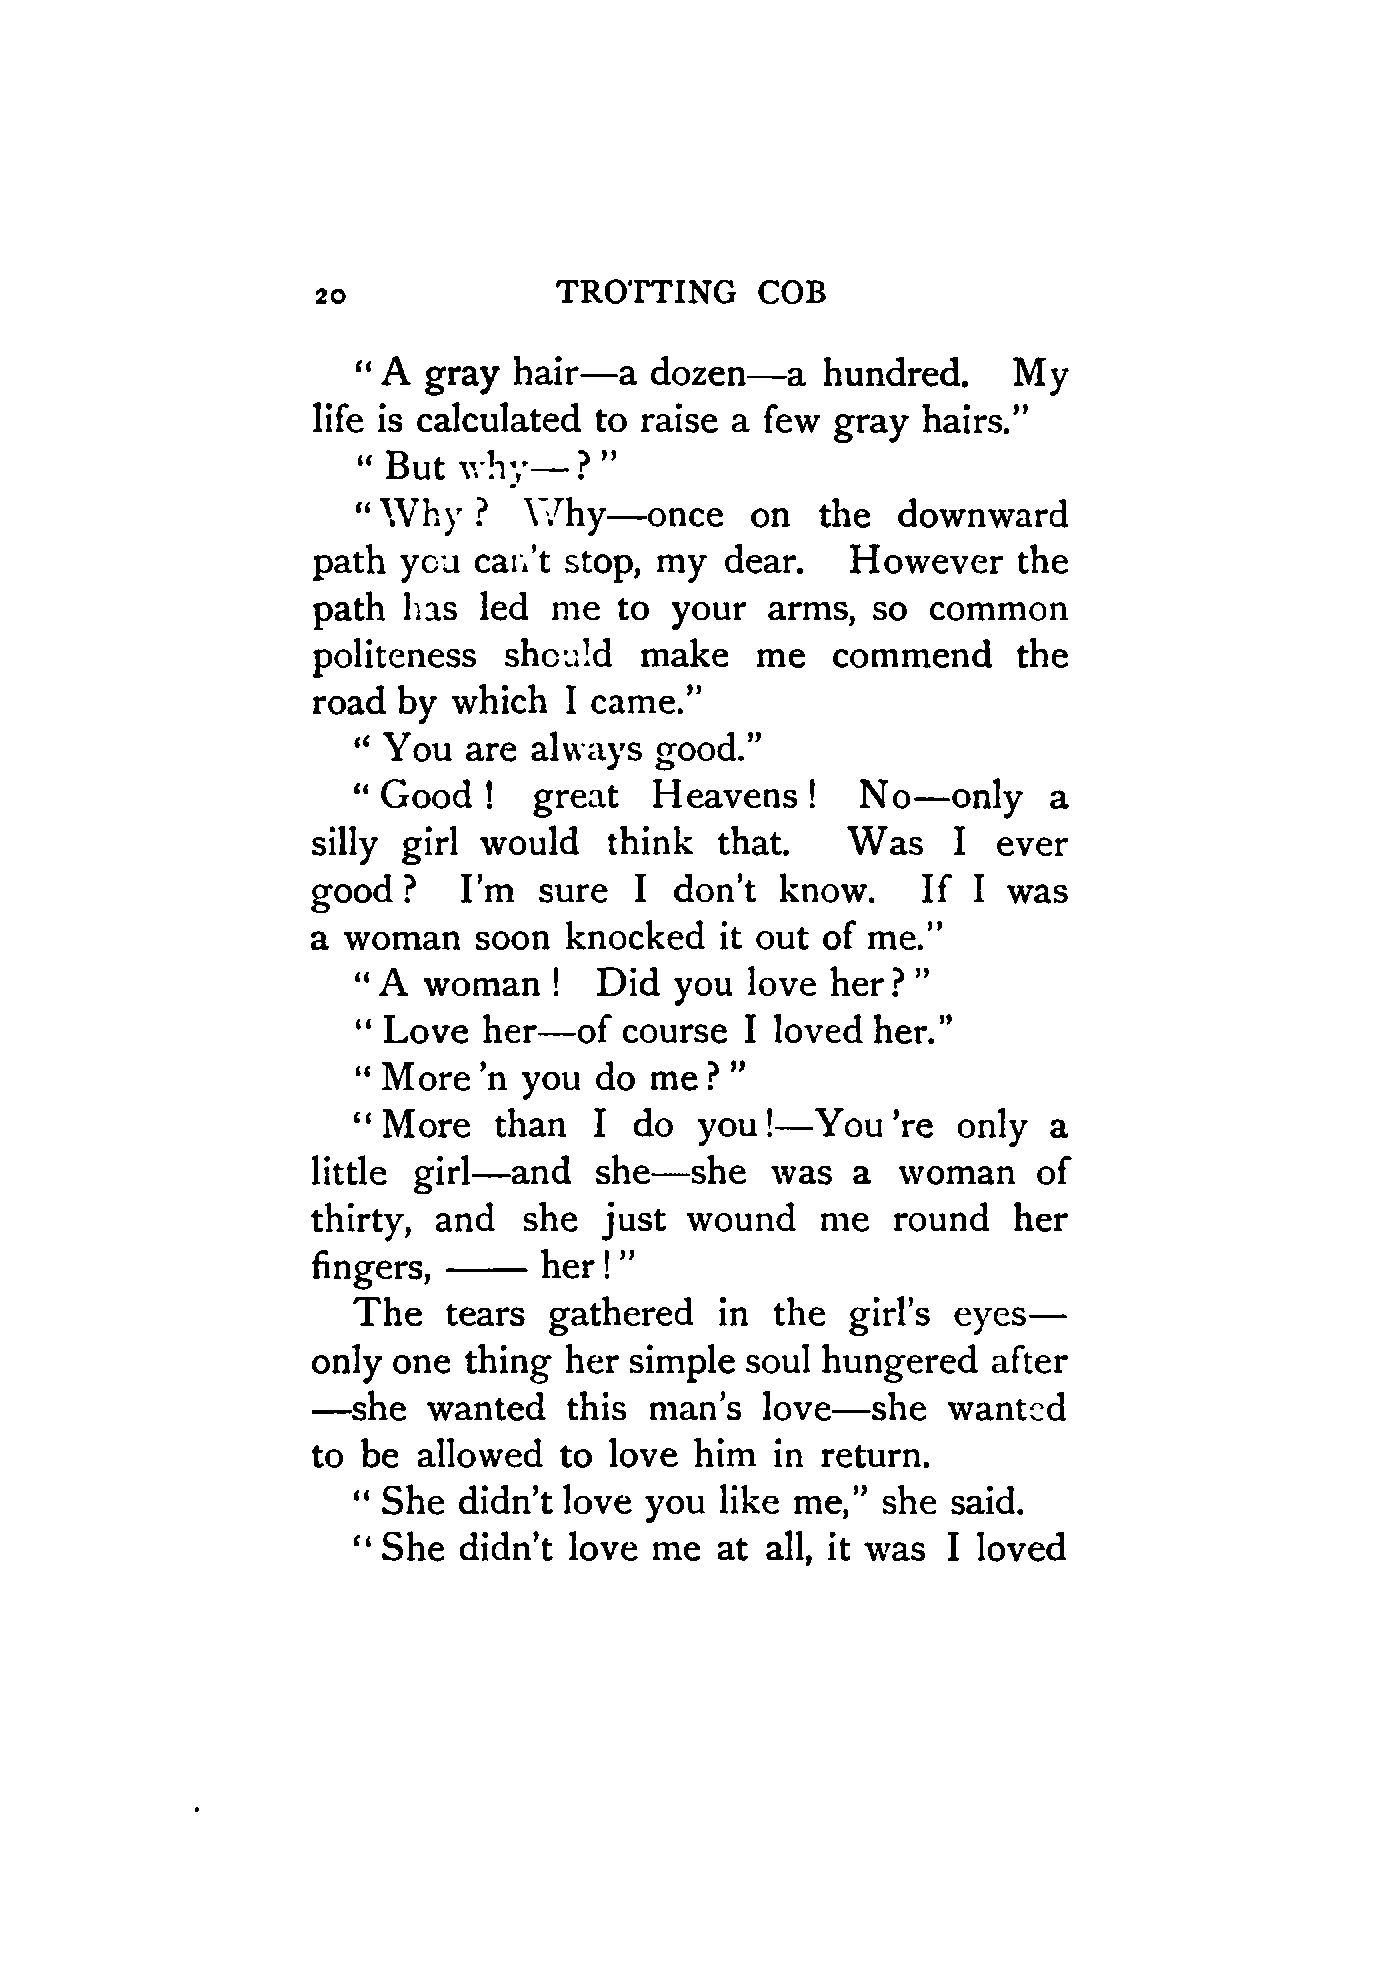 20 TROTTING COB
" A gray hair—a dozen—a hundred. My
life is calculated to raise a few gray hairs."
" But why—? "
" Why? Why—once on the downward
path you can't stop, my dear. However the
path has led me to your arms, so common
politeness should make me commend the
road by which I came."
" You are always good."
" Good! great Heavens! No—only a
silly girl would think that. Was I ever
good? I'm sure I don't know. If I was
a woman soon knocked it out of me."
" A woman! Did you love her? "
" Love her—of course I loved her."
" More 'n you do me? "
" More than I do you!—You 're only a
little girl—and she—she was a woman of
thirty, and she just wound me round her
fingers, —— her! "
The tears gathered in the girl's eyes—
only one thing her simple soul hungered after
—she wanted this man's love—she wanted
to be allowed to love him in return.
" She didn't love you like me," she said.
" She didn't love me at all, it was I loved